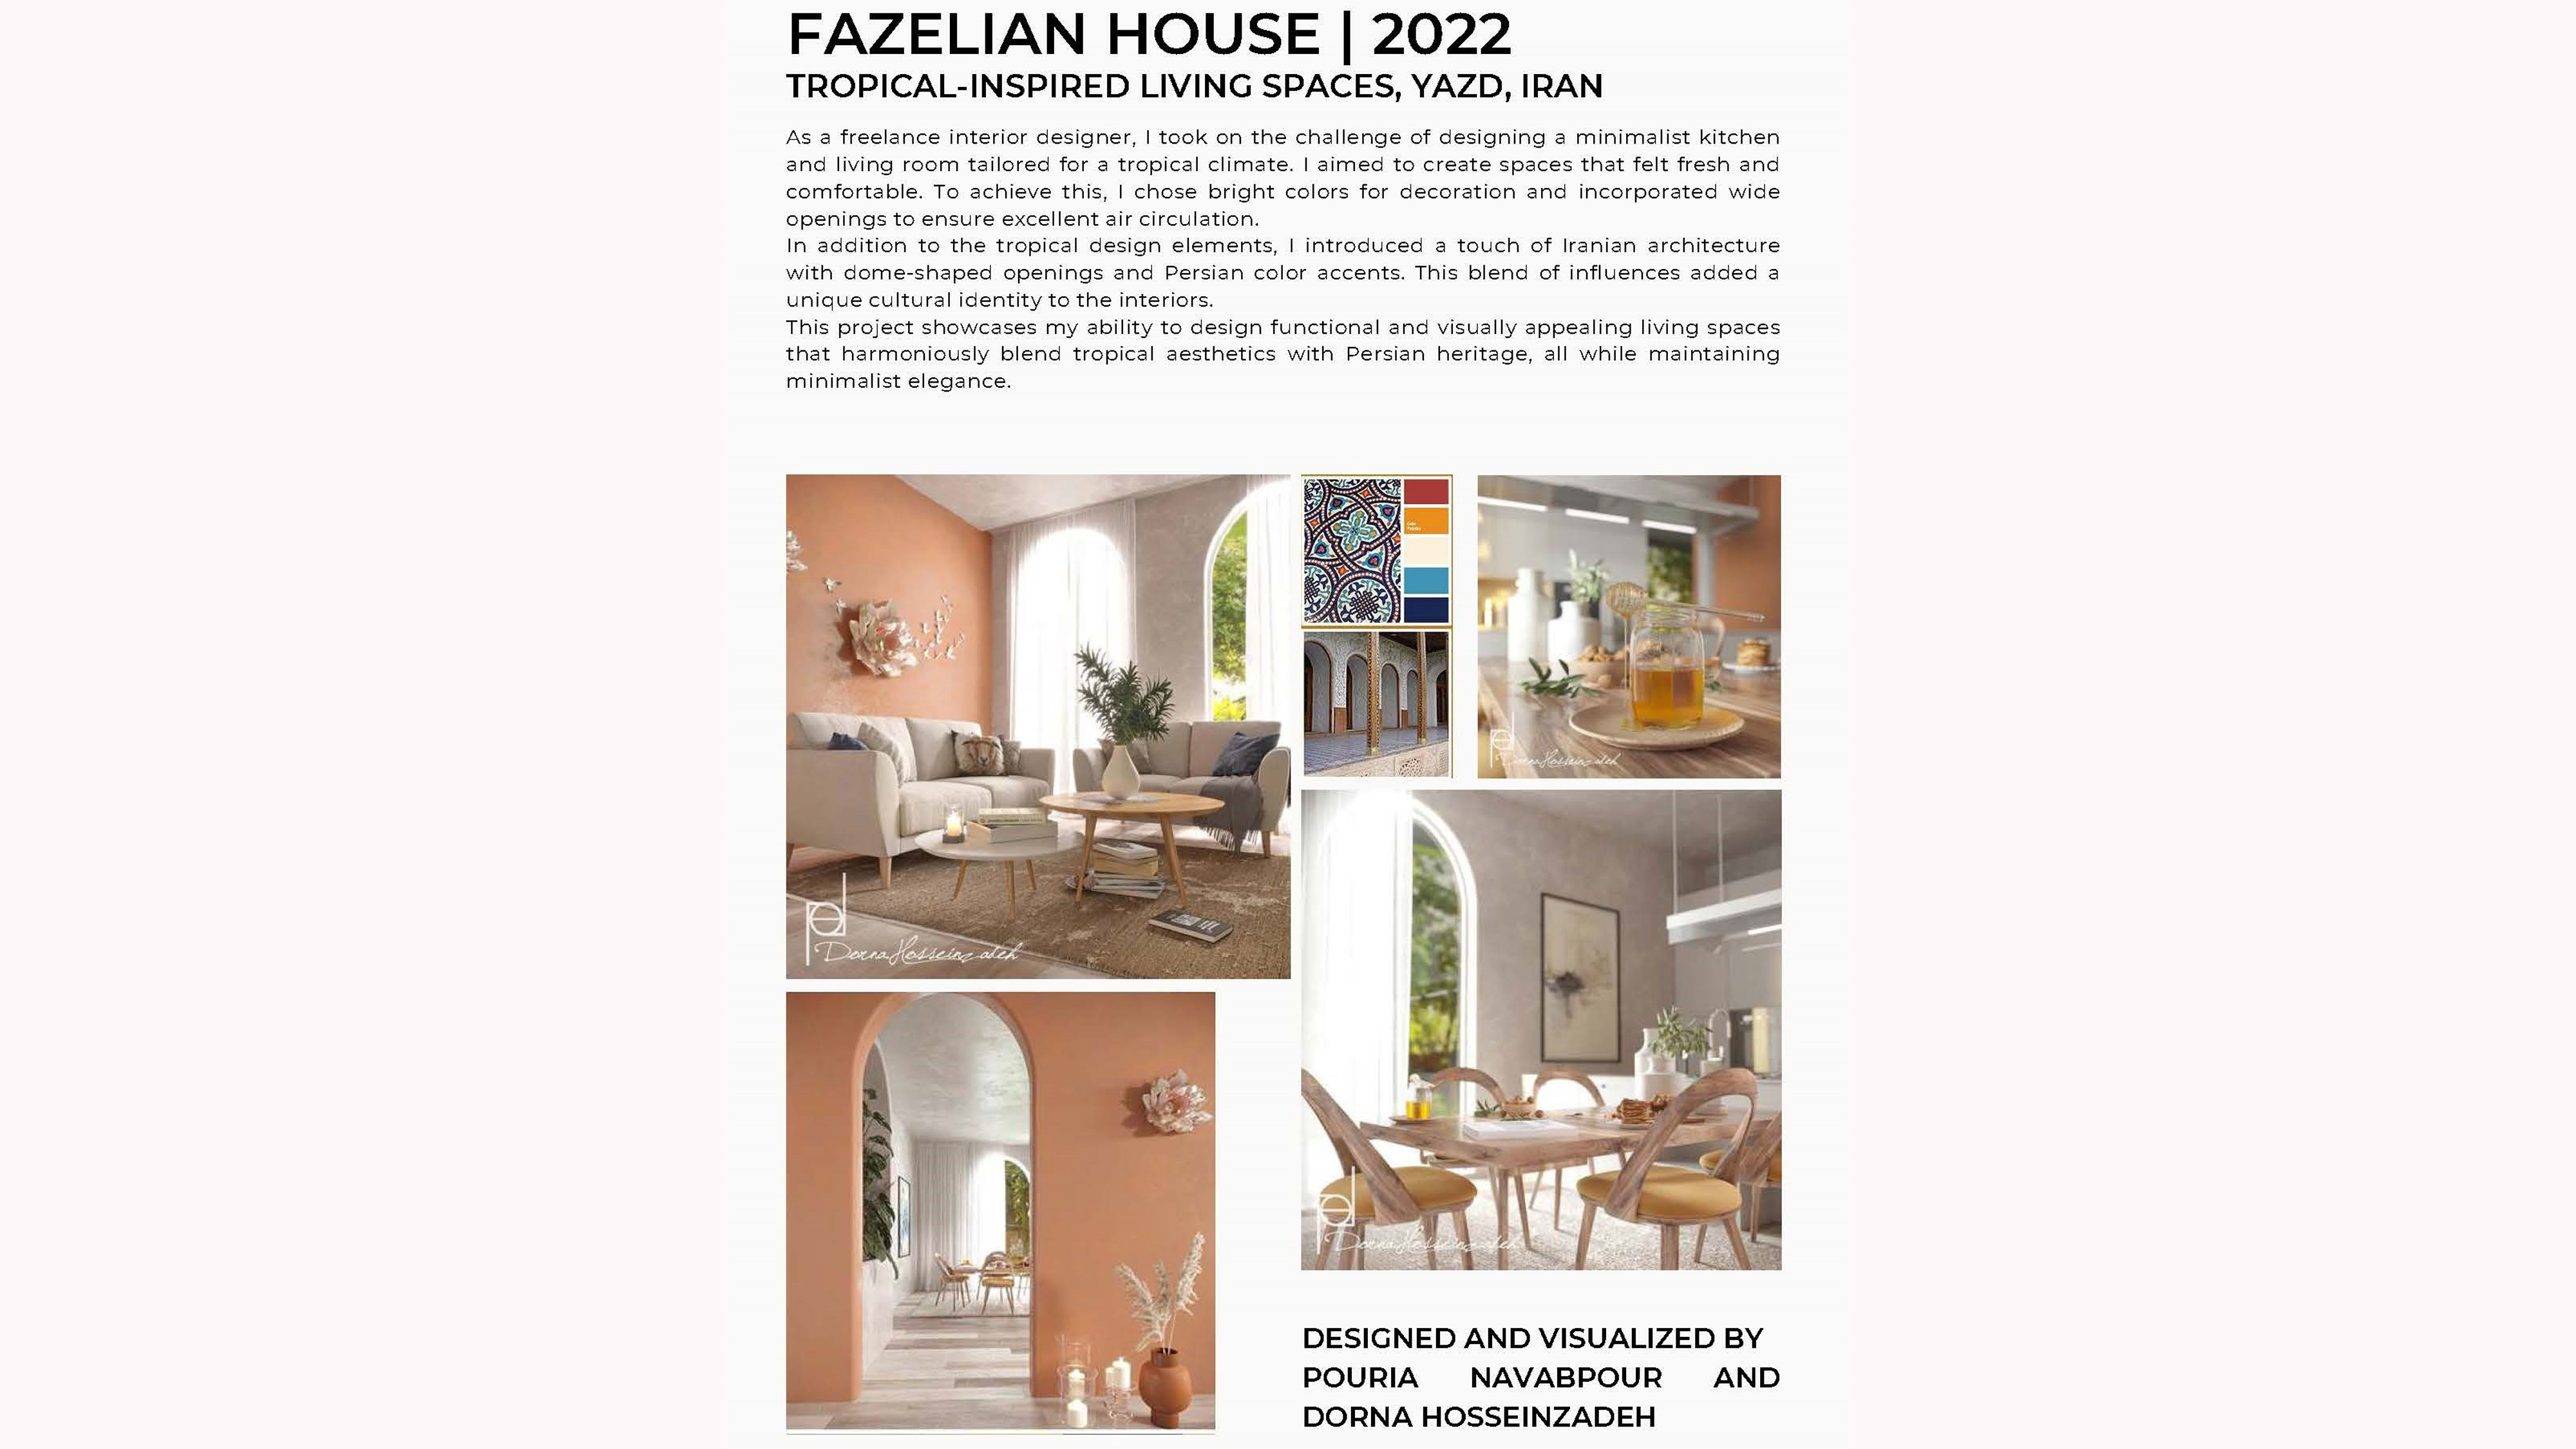 FAZELIAN HOUSE | 2022
TROPICAL-INSPIRED LIVING SPACES, YAZD, IRAN
As a freelance interior designer, I took on the challenge of designing a minimalist kitchen
and living room tailored for a tropical climate. I aimed to create spaces that felt fresh and
comfortable. To achieve this, I chose bright colors for decoration and incorporated wide
openings to ensure excellent air circulation.
In addition to the tropical design elements, I introduced a touch of Iranian architecture
with dome-shaped openings and Persian color accents. This blend of influences added a
unique cultural identity to the interiors.
This project showcases my ability to design functional and visually appealing living spaces
that harmoniously blend tropical aesthetics with Persian heritage, all while maintaining
minimalist elegance.
Dorna Hosseinzadeh
Dorna Hosseinzadeh
Dorna Hosseinzadeh
DESIGNED AND VISUALIZED BY
POURIA NAVABPOUR AND
DORNA HOSSEINZADEH